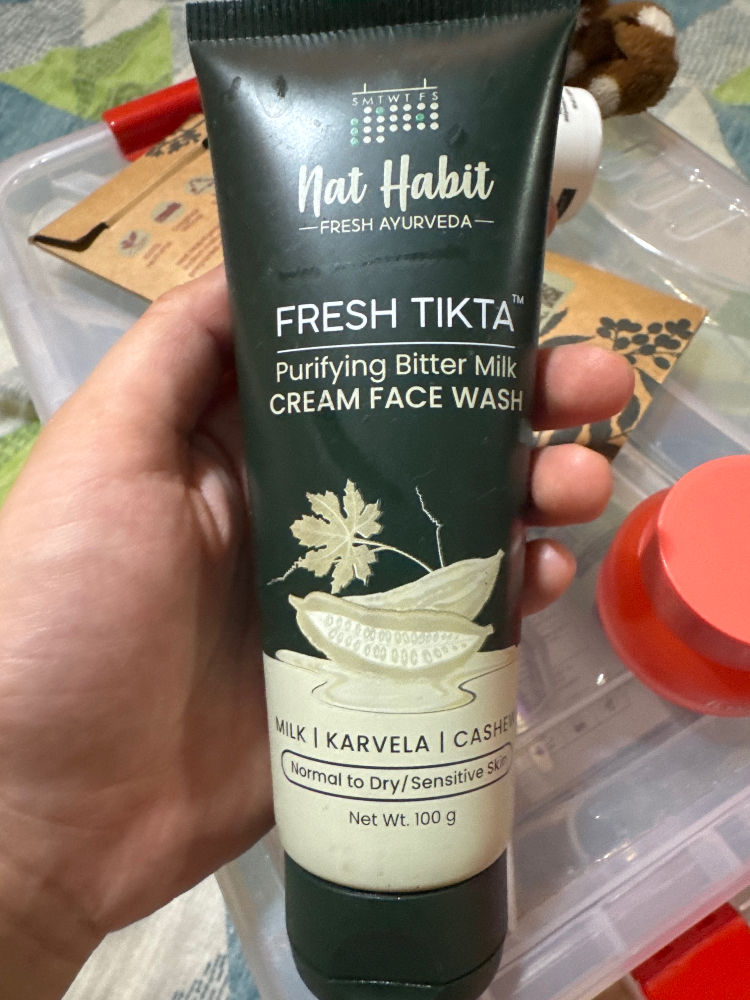 S M T W T F S
Nat Habit
FRESH AYURVEDA
FRESH TIKTA™
Purifying Bitter Milk
CREAM FACE WASH
MILK | KARVELA | CASHEW
Normal to Dry/Sensitive Skin
Net Wt. 100 g